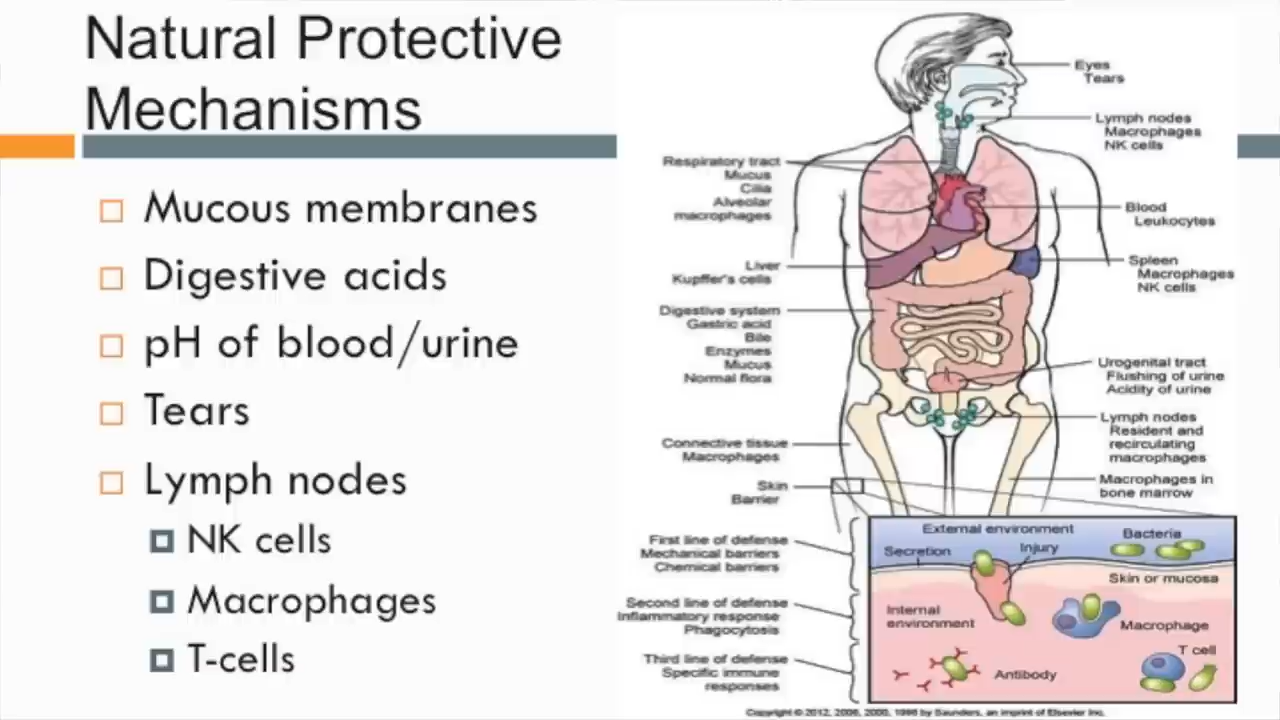 Natural Protective
Mechanisms
Mucous membranes
Digestive acids
pH of blood/urine
Tears
Lymph nodes
NK cells
Macrophages
T-cells
Eyes
Tears
Lymph nodes
Macrophages
NK cells
Respiratory tract
Mucus
Cilia
Alveolar
macrophages
Blood
Leukocytes
Liver
Kupffer's cells
Spleen
Macrophages
NK cells
Digestive system
Gastric acid
Bile
Enzymes
Mucus
Normal flora
Urogenital tract
Flushing of urine
Acidity of urine
Lymph nodes
Resident and
recirculating
macrophages
Connective tissue
Macrophages
Macrophages in
bone marrow
Skin
Barrier
First line of defense
Mechanical barriers
Chemical barriers
Second line of defense
Inflammatory response
Phagocytosis
Third line of defense
Specific immune
responses
External environment
Bacteria
Secretion
Injury
Skin or mucosa
Internal
environment
Macrophage
T cell
Antibody
Copyright © 2012, 2006, 2000, 1996 by Saunders, an imprint of Elsevier Inc.